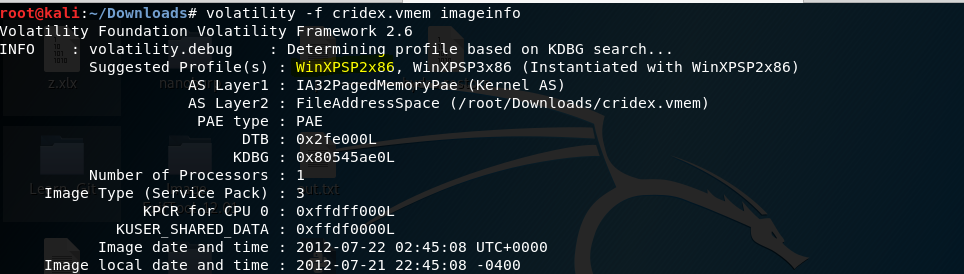 root@kali:~/Downloads# volatility -f cridex.vmem imageinfo
Volatility Foundation Volatility Framework 2.6
INFO    : volatility.debug    : Determining profile based on KDBG search...
          Suggested Profile(s) : WinXPSP2x86, WinXPSP3x86 (Instantiated with WinXPSP2x86)
                     AS Layer1 : IA32PagedMemoryPae (Kernel AS)
                     AS Layer2 : FileAddressSpace (/root/Downloads/cridex.vmem)
                      PAE type : PAE
                           DTB : 0x2fe000L
                          KDBG : 0x80545ae0L
          Number of Processors : 1
     Image Type (Service Pack) : 3
                KPCR for CPU 0 : 0xffdff000L
             KUSER_SHARED_DATA : 0xffdf0000L
           Image date and time : 2012-07-22 02:45:08 UTC+0000
     Image local date and time : 2012-07-21 22:45:08 -0400
z.xlx